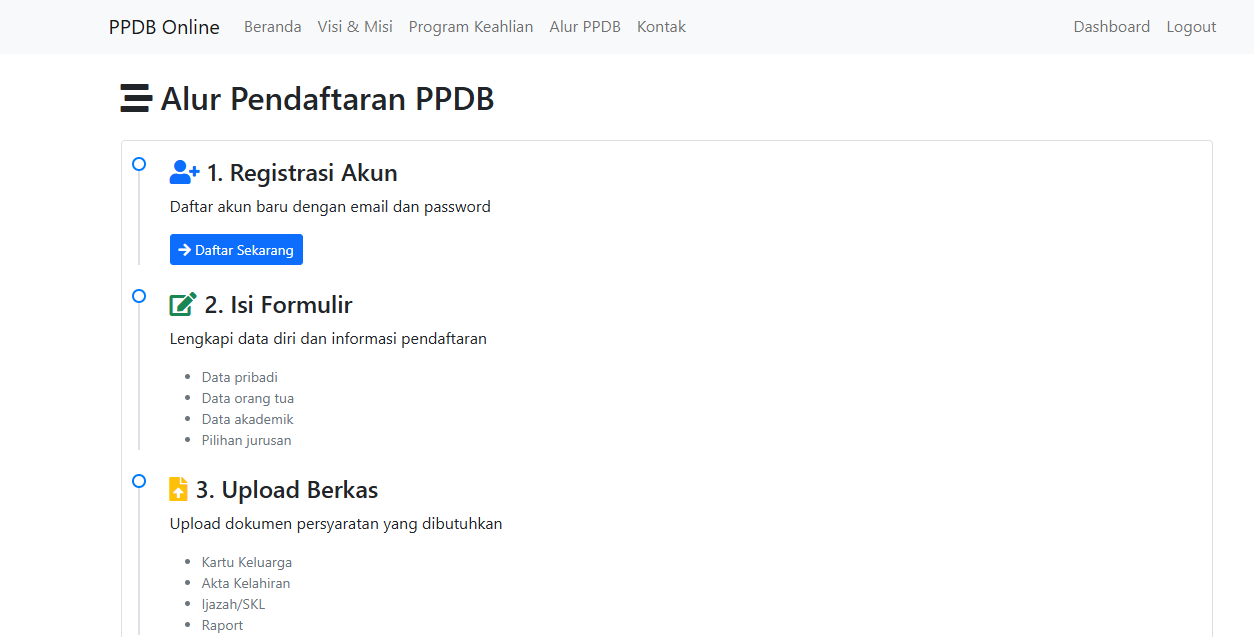 PPDB Online Beranda Visi & Misi Program Keahlian Alur PPDB Kontak Dashboard Logout
Alur Pendaftaran PPDB
1. Registrasi Akun
Daftar akun baru dengan email dan password
Daftar Sekarang
2. Isi Formulir
Lengkapi data diri dan informasi pendaftaran
Data pribadi
Data orang tua
Data akademik
Pilihan jurusan
3. Upload Berkas
Upload dokumen persyaratan yang dibutuhkan
Kartu Keluarga
Akta Kelahiran
Ijazah/SKL
Raport